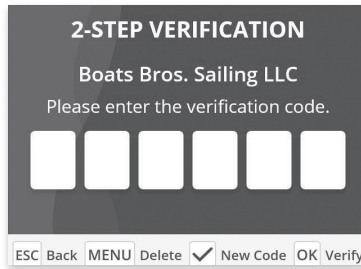 2-STEP VERIFICATION
Boats Bros. Sailing LLC
Please enter the verification code.
ESC Back MENU Delete New Code OK Verify